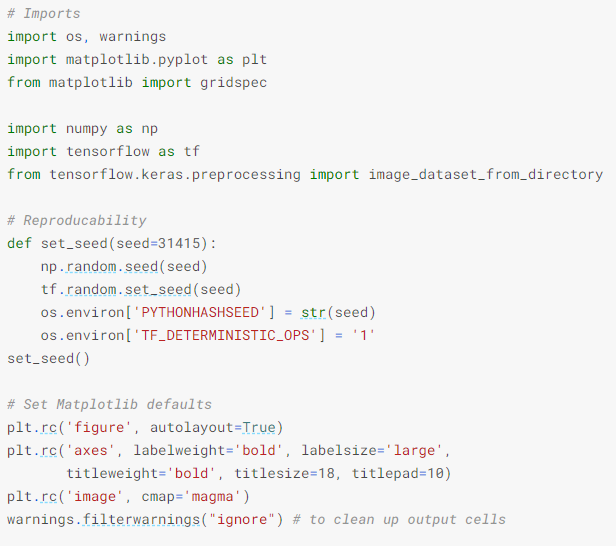 # Imports
import os, warnings
import matplotlib.pyplot as plt
from matplotlib import gridspec

import numpy as np
import tensorflow as tf
from tensorflow.keras.preprocessing import image_dataset_from_directory

# Reproducability
def set_seed(seed=31415):
    np.random.seed(seed)
    tf.random.set_seed(seed)
    os.environ['PYTHONHASHSEED'] = str(seed)
    os.environ['TF_DETERMINISTIC_OPS'] = '1'
set_seed()

# Set Matplotlib defaults
plt.rc('figure', autolayout=True)
plt.rc('axes', labelweight='bold', labelsize='large',
       titleweight='bold', titlesize=18, titlepad=10)
plt.rc('image', cmap='magma')
warnings.filterwarnings("ignore") # to clean up output cells